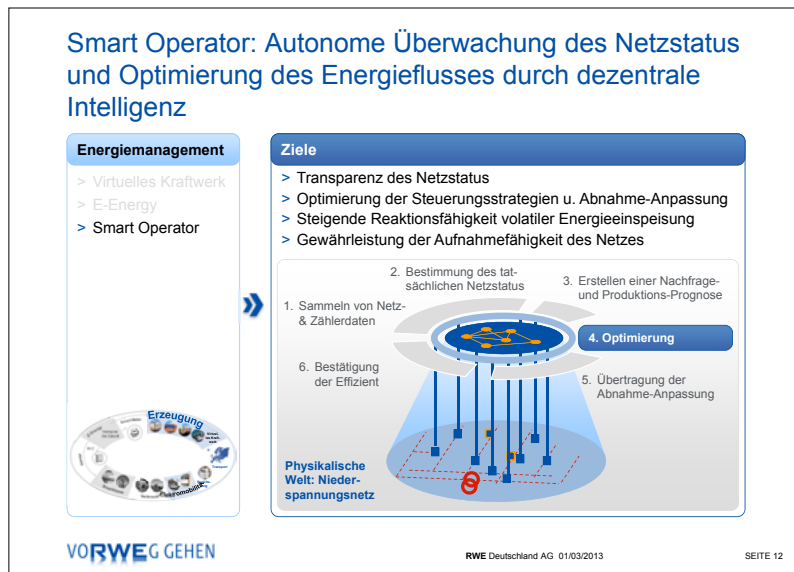 Smart Operator: Autonome Überwachung des Netzstatus
und Optimierung des Energieflusses durch dezentrale
Intelligenz
Energiemanagement
> Virtuelles Kraftwerk
> E-Energy
> Smart Operator
Ziele
> Transparenz des Netzstatus
> Optimierung der Steuerungsstrategien u. Abnahme-Anpassung
> Steigende Reaktionsfähigkeit volatiler Energieeinspeisung
> Gewährleistung der Aufnahmefähigkeit des Netzes
2. Bestimmung des tat-
sächlichen Netzstatus
3. Erstellen einer Nachfrage-
und Produktions-Prognose
1. Sammeln von Netz-
& Zählerdaten
4. Optimierung
6. Bestätigung
der Effizient
5. Übertragung der
Abnahme-Anpassung
Erzeugung
Elektromobilität
Physikalische
Welt: Nieder-
spannungsnetz
VORWEG GEHEN
RWE Deutschland AG 01/03/2013
SEITE 12